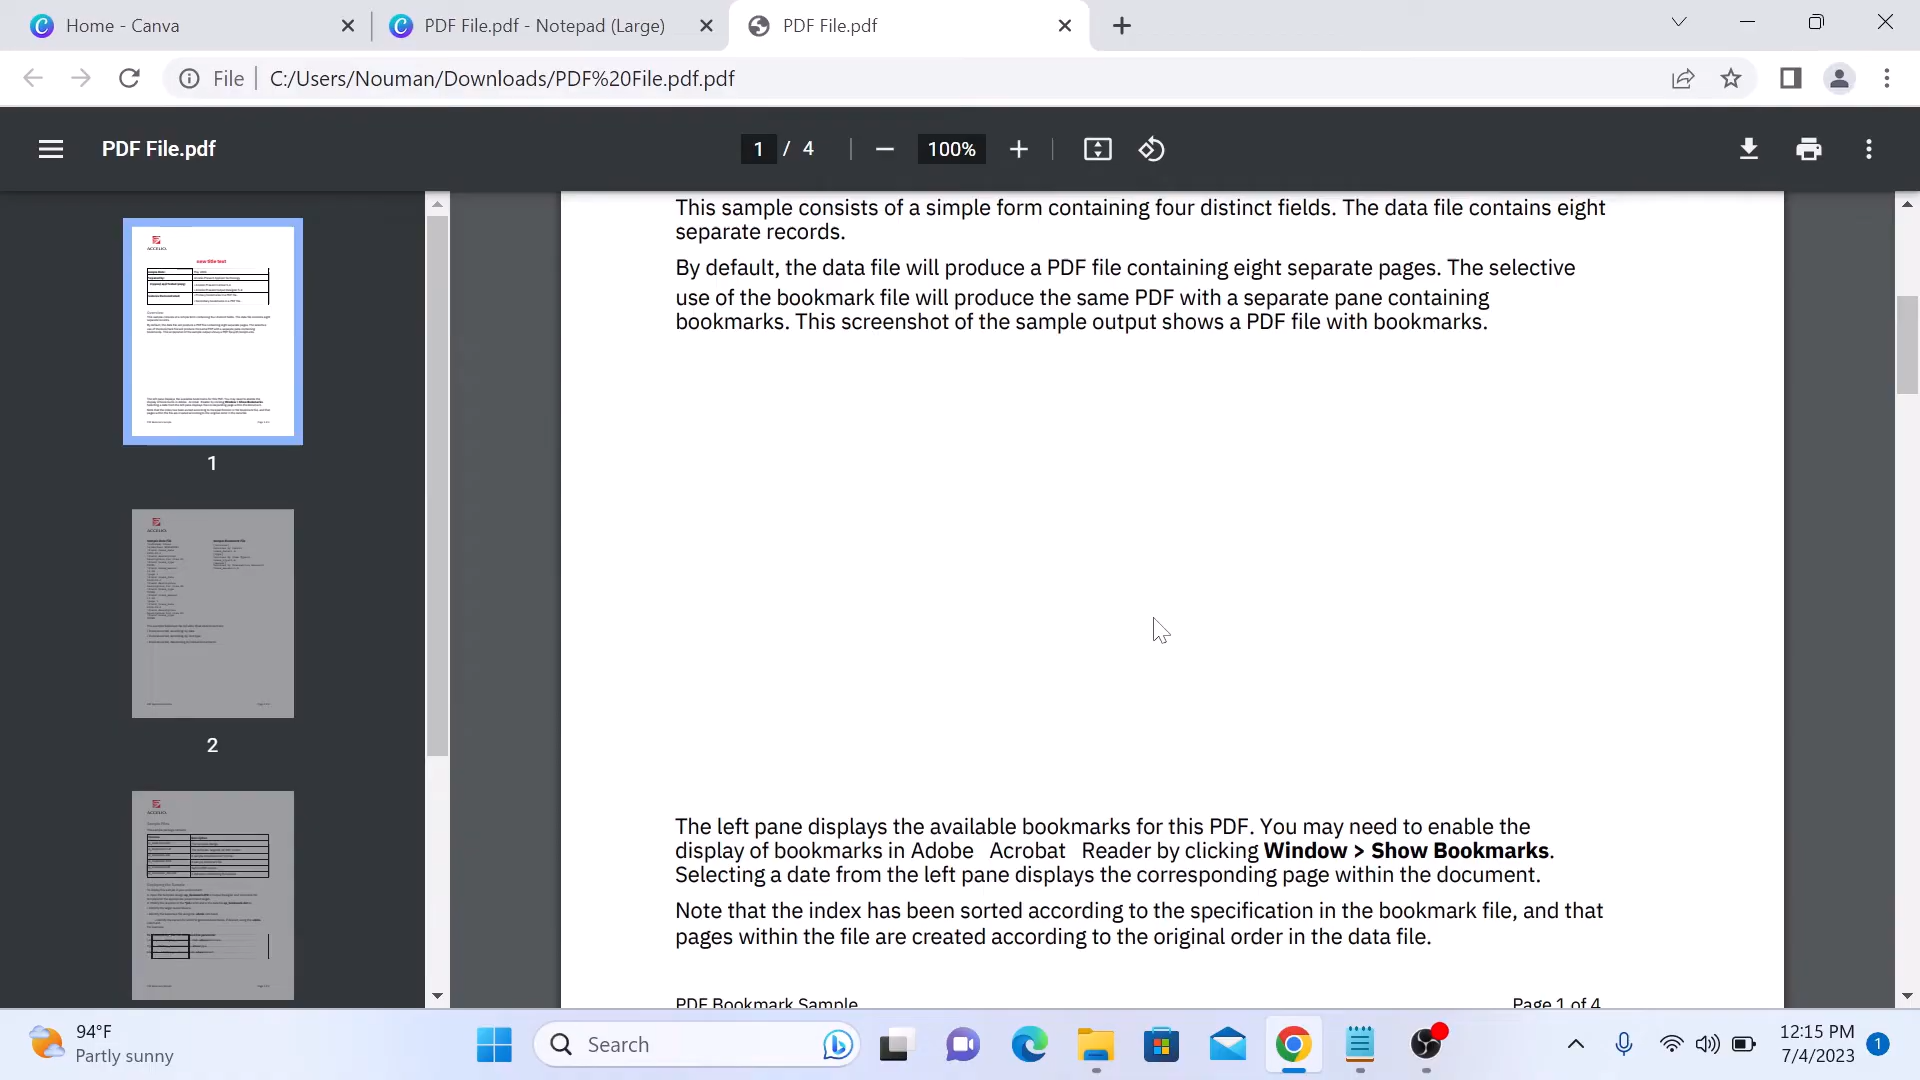 Home - Canva
PDF File.pdf - Notepad (Large)
PDF File.pdf
File
C:/Users/Nouman/Downloads/PDF%20File.pdf.pdf
PDF File.pdf
1 / 4
100%
ACCELIO
new title test
1
2
This sample consists of a simple form containing four distinct fields. The data file contains eight
separate records.
By default, the data file will produce a PDF file containing eight separate pages. The selective
use of the bookmark file will produce the same PDF with a separate pane containing
bookmarks. This screenshot of the sample output shows a PDF file with bookmarks.
The left pane displays the available bookmarks for this PDF. You may need to enable the
display of bookmarks in Adobe Acrobat Reader by clicking Window > Show Bookmarks.
Selecting a date from the left pane displays the corresponding page within the document.
Note that the index has been sorted according to the specification in the bookmark file, and that
pages within the file are created according to the original order in the data file.
PDF Bookmark Sample
Page 1 of 4
94°F
Partly sunny
Search
12:15 PM
7/4/2023
1